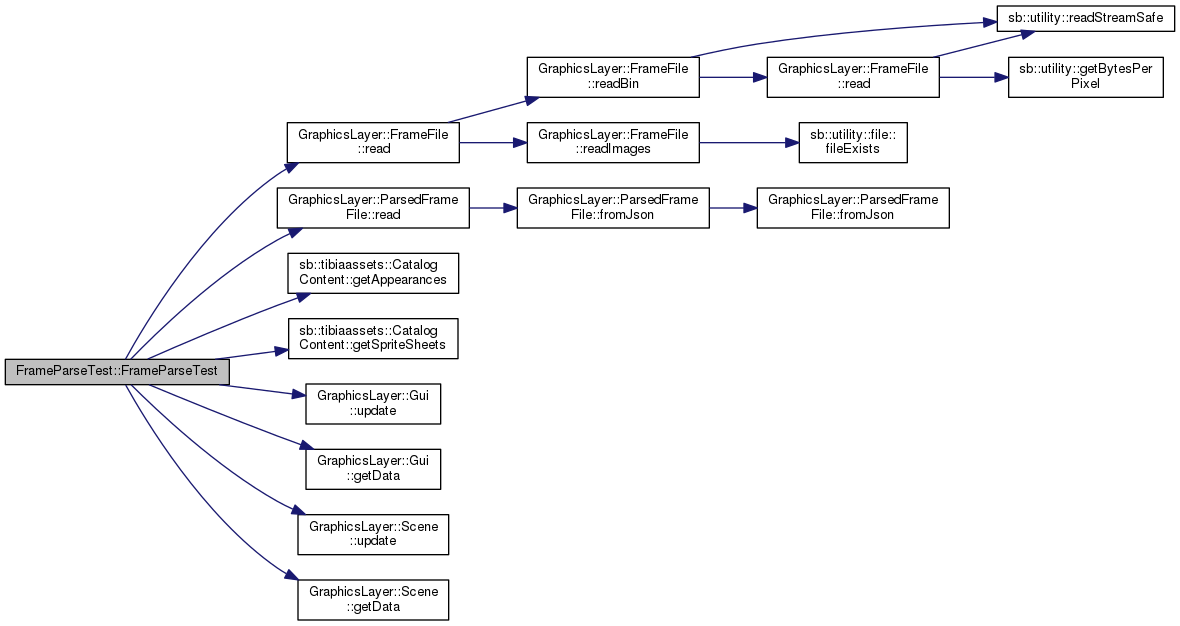 sb::utility::readStreamSafe
GraphicsLayer::FrameFile
::readBin
GraphicsLayer::FrameFile
::read
sb::utility::getBytesPer
Pixel
GraphicsLayer::FrameFile
::read
GraphicsLayer::FrameFile
::readImages
sb::utility::file::
fileExists
GraphicsLayer::ParsedFrame
File::read
GraphicsLayer::ParsedFrame
File::fromJson
GraphicsLayer::ParsedFrame
File::fromJson
sb::tibiaassets::Catalog
Content::getAppearances
sb::tibiaassets::Catalog
Content::getSpriteSheets
FrameParseTest::FrameParseTest
GraphicsLayer::Gui
::update
GraphicsLayer::Gui
::getData
GraphicsLayer::Scene
::update
GraphicsLayer::Scene
::getData